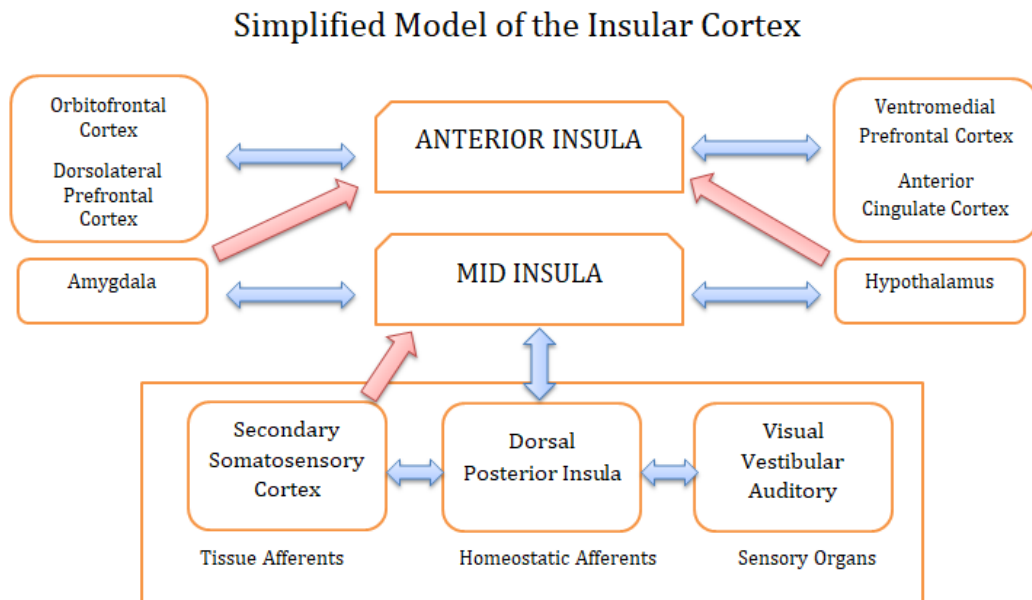 Simplified Model of the Insular Cortex
Orbitofrontal
Cortex
Dorsolateral
Prefrontal
Cortex
ANTERIOR INSULA
Ventromedial
Prefrontal Cortex
Anterior
Cingulate Cortex
Amygdala
MID INSULA
Hypothalamus
Secondary
Somatosensory
Cortex
Dorsal
Posterior Insula
Visual
Vestibular
Auditory
Tissue Afferents
Homeostatic Afferents
Sensory Organs